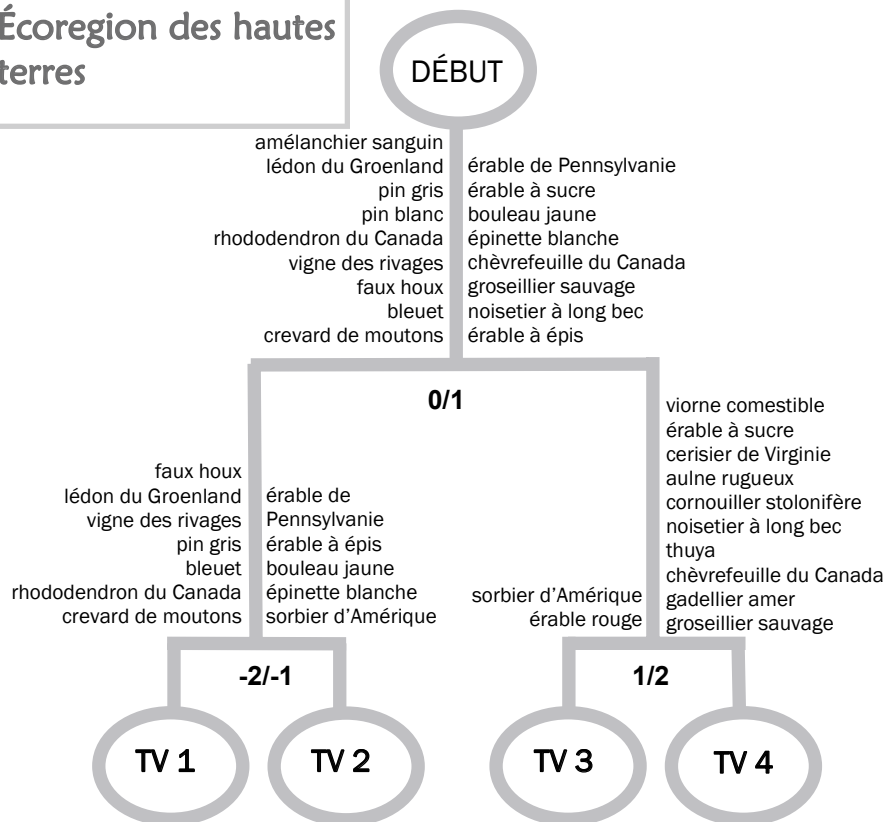 Écoregion des hautes
terres
DÉBUT
amélanchier sanguin
lédon du Groenland
pin gris
pin blanc
rhododendron du Canada
vigne des rivages
faux houx
bleuet
crevard de moutons
érable de Pennsylvanie
érable à sucre
bouleau jaune
épinette blanche
chèvrefeuille du Canada
groseillier sauvage
noisetier à long bec
érable à épis
0/1
faux houx
lédon du Groenland
vigne des rivages
pin gris
bleuet
rhododendron du Canada
crevard de moutons
érable de
Pennsylvanie
érable à épis
bouleau jaune
épinette blanche
sorbier d'Amérique
-2/-1
sorbier d'Amérique
érable rouge
viorne comestible
érable à sucre
cerisier de Virginie
aulne rugueux
cornouiller stolonifère
noisetier à long bec
thuya
chèvrefeuille du Canada
gadellier amer
groseillier sauvage
1/2
TV 1
TV 2
TV 3
TV 4